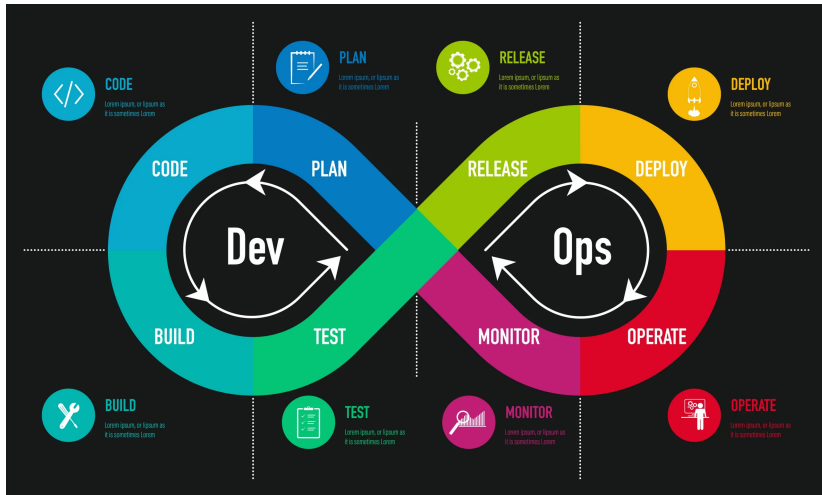 PLAN
Lorem ipsum, or lipsum as
it is sometimes Lorem
RELEASE
Lorem ipsum, or lipsum as
it is sometimes Lorem
CODE
Lorem ipsum, or lipsum as
it is sometimes Lorem
DEPLOY
Lorem ipsum, or lipsum as
it is sometimes Lorem
CODE
PLAN
RELEASE
DEPLOY
Dev
Ops
BUILD
TEST
MONITOR
OPERATE
BUILD
Lorem ipsum, or lipsum as
it is sometimes Lorem
TEST
Lorem ipsum, or lipsum as
it is sometimes Lorem
MONITOR
Lorem ipsum, or lipsum as
it is sometimes Lorem
OPERATE
Lorem ipsum, or lipsum as
it is sometimes Lorem